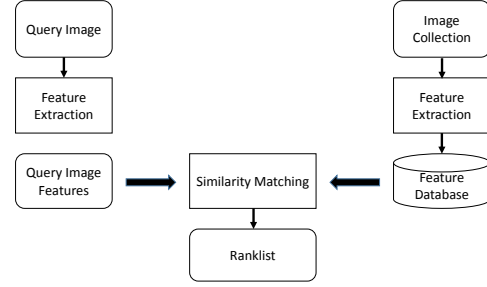 Query Image
Image
Collection
Feature
Extraction
Feature
Extraction
Query Image
Features
Similarity Matching
Feature
Database
Ranklist